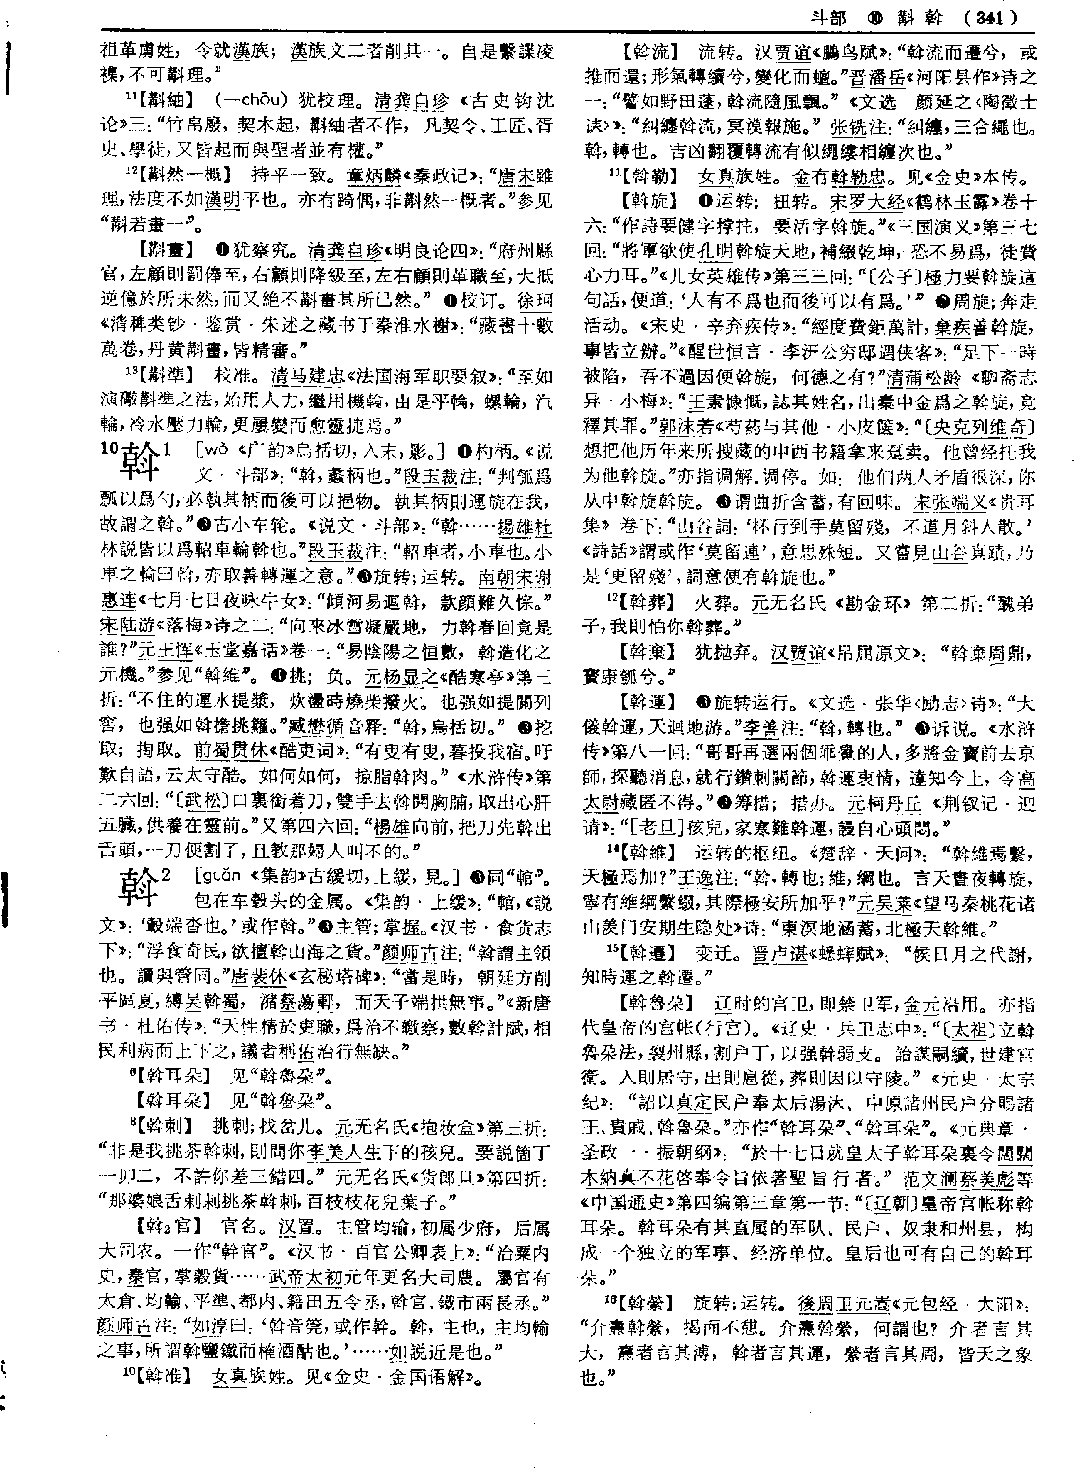 斗部 ⑩ 斠 斡 (341)
祖革虜姓，令就漢族；漢族文二者削其一。自是繫諜凌
襍，不可斠理。”
11【斠紬】 (—chōu) 犹校理。清龚自珍《古史钩沈
论》三：“竹帛廢，契木起，斠紬者不作，凡契令、工匠、胥
史、學徒，又皆起而與聖者並有權。”
12【斠然一概】 持平一致。章炳麟《秦政记》：“唐宋雖
理，法度不如漢明平也。亦有踦偶，非斠然一概者。”参见
“斠若畫一”。
【斠畫】 ❶犹察究。清龚自珍《明良论四》：“府州縣
官，左顧則罰俸至，右顧則降級至，左右顧則革職至，大抵
逆億於所未然，而又絶不斠畫其所已然。” ❷校订。徐珂
《清稗类钞·鉴赏·朱述之藏书于秦淮水榭》：“藏書十數
萬卷，丹黄斠畫，皆精審。”
13【斠準】 校准。清马建忠《法国海军职要叙》：“至如
演礮斠準之法，始用人力，繼用機輪，由是平輪，螺輪，汽
輪，冷水壓力輪，更屢變而愈靈捷焉。”
10斡1 [wò 《广韵》烏括切，入末，影。] ❶杓柄。《说
文·斗部》：“斡，蠡柄也。”段玉裁注：“判瓠爲
瓢以爲勺，必執其柄而後可以挹物。執其柄則運旋在我，
故謂之斡。”❷古小车轮。《说文·斗部》：“斡……揚雄杜
林説皆以爲軺車輪斡也。”段玉裁注：“軺車者，小車也。小
車之輪曰斡，亦取善轉運之意。”❸旋转；运转。南朝宋谢
惠连《七月七日夜咏牛女》：“傾河易迴斡，款顔難久悰。”
宋陆游《落梅》诗之二：“向來冰雪凝嚴地，力斡春回竟是
誰？”元王恽《玉堂嘉话》卷一：“易陰陽之恒數，斡造化之
元機。”参见“斡維”。 ❹挑；负。元杨显之《酷寒亭》第三
折：“不住的運水提漿，炊盪時燒柴撥火。也强如提關列
窖，也强如斡擔挑籮。”臧懋循音释：“斡，烏括切。” ❺挖
取；掏取。前蜀贯休《酷吏词》：“有叟有叟，暮投我宿。吁
歎自語，云太守酷。如何如何，掠脂斡肉。”《水浒传》第
二六回：“〔武松〕口裏銜着刀，雙手去斡開胸脯，取出心肝
五臟，供養在靈前。”又第四六回：“楊雄向前，把刀先斡出
舌頭，一刀便割了，且教那婦人叫不的。”
斡2 [guǎn 《集韵》古缓切，上緩，見。] ❶同“錧”。
包在车毂头的金属。《集韵·上缓》：“錧，《説
文》：‘轂端沓也。’或作斡。”❷主管；掌握。《汉书·食货志
下》：“浮食奇民，欲擅斡山海之貨。”颜师古注：“斡謂主領
也。讀與管同。”唐裴休《玄秘塔碑》：“當是時，朝廷方削
平區夏，縛吴斡蜀，瀦蔡蕩鄆，而天子端拱無事。”《新唐
书·杜佑传》：“天性精於吏職，爲治不皦察，數斡計賦，相
民利病而上下之，議者稱佑治行無缺。”
6【斡耳朵】 见“斡魯朵”。
【斡耳朶】 见“斡魯朵”。
8【斡刺】 挑刺；找岔儿。元无名氏《抱妆盒》第三折：
“非是我挑茶斡刺，則問你李美人生下的孩兒。要説箇丁
一卯二，不許你差三錯四。” 元无名氏《货郎旦》第四折：
“那婆娘舌剌剌挑茶斡刺，百枝枝花兒葉子。”
【斡2官】 官名。汉置。主管均输，初属少府，后属
大司农。一作“幹官”。《汉书·百官公卿表上》：“治粟内
史，秦官，掌穀貨……武帝太初元年更名大司農。屬官有
太倉、均輸、平準、都内、籍田五令丞，斡官、鐵市兩長丞。”
颜师古注：“如淳曰：‘斡音筦，或作幹。斡，主也，主均輸
之事，所謂斡鹽鐵而榷酒酤也。’……如説近是也。”
10【斡准】 女真族姓。见《金史·金国语解》。
【斡流】 流转。汉贾谊《鵩鸟赋》：“斡流而遷兮，或
推而還；形氣轉續兮，變化而嬗。”晋潘岳《河阳县作》诗之
一：“譬如野田蓬，斡流隨風飄。”《文选·颜延之〈陶徵士
诔〉》：“糾纏斡流，冥漠報施。” 张铣注：“糾纏，三合繩也。
斡，轉也。吉凶翻覆轉流有似繩縷相纏次也。”
11【斡勒】 女真族姓。金有斡勒忠。见《金史》本传。
【斡旋】 ❶运转；扭转。宋罗大经《鹤林玉露》卷十
六：“作詩要健字撑拄，要活字斡旋。”《三国演义》第三七
回：“將軍欲使孔明斡旋天地，補綴乾坤，恐不易爲，徒費
心力耳。”《儿女英雄传》第三三回：“〔公子〕極力要斡旋這
句話，便道：‘人有不爲也而後可以有爲。’” ❷周旋；奔走
活动。《宋史·辛弃疾传》：“經度費鉅萬計，棄疾善斡旋，
事皆立辦。”《醒世恒言·李汧公穷邸遇侠客》：“足下一時
被陷，吾不過因便斡旋，何德之有？”清蒲松龄《聊斋志
异·小梅》：“王素慷慨，誌其姓名，出橐中金爲之斡旋，竟
釋其罪。”郭沫若《芍药与其他·小皮箧》：“〔央克列维奇〕
想把他历年来所搜藏的中西书籍拿来趸卖。他曾经托我
为他斡旋。”亦指调解、调停。如：他们两人矛盾很深，你
从中斡旋斡旋。 ❸谓曲折含蓄，有回味。宋张端义《贵耳
集》卷下：“山谷詞：‘杯行到手莫留殘，不道月斜人散。’
《詩話》謂或作‘莫留連’，意思殊短。又嘗見山谷真蹟，乃
是‘更留殘’，詞意便有斡旋也。”
12【斡葬】 火葬。元无名氏《勘金环》第二折：“兢弟
子，我則怕你斡葬。”
【斡棄】 犹抛弃。汉贾谊《吊屈原文》：“斡棄周鼎，
寶康瓠兮。”
【斡運】 ❶旋转运行。《文选·张华〈励志〉诗》：“大
儀斡運，天迴地游。”李善注：“斡，轉也。” ❷诉说。《水浒
传》第八一回：“哥哥再選兩個乖覺的人，多將金寶前去京
師，探聽消息，就行鑽刺關節，斡運衷情，達知今上，令高
太尉藏匿不得。”❸筹措；措办。元柯丹丘《荆钗记·迎
请》：“[老旦]孩兒，家寒難斡運，謾自心頭悶。”
14【斡維】 运转的枢纽。《楚辞·天问》：“斡維焉繫，
天極焉加？”王逸注：“斡，轉也；維，綱也。言天晝夜轉旋，
寧有維綱繫綴，其際極安所加乎？”元吴莱《望马秦桃花诸
山羡门安期生隐处》诗：“東溟地涵蓄，北極天斡維。”
15【斡遷】 变迁。晋卢谌《蟋蟀赋》：“候日月之代謝，
知時運之斡遷。”
【斡魯朵】 辽时的宫卫，即禁卫军，金元沿用。亦指
代皇帝的宫帐(行宫)。《辽史·兵卫志中》：“〔太祖〕立斡
魯朵法，裂州縣，割户丁，以强斡弱支。詒謀嗣續，世建宫
衛。入則居守，出則扈從，葬則因以守陵。”《元史·太宗
纪》：“詔以真定民户奉太后湯沐，中原諸州民户分賜諸
王、貴戚、斡魯朵。”亦作“斡耳朵”、“斡耳朶”。《元典章·
圣政一·振朝纲》：“於十七日就皇太子斡耳朵裏令闊闊
木納真不花啓奉令旨依著聖旨行者。” 范文澜蔡美彪等
《中国通史》第四编第三章第一节：“〔辽朝〕皇帝宫帐称斡
耳朵。斡耳朵有其直属的军队、民户、奴隶和州县，构
成一个独立的军事、经济单位。皇后也可有自己的斡耳
朵。”
16【斡縈】 旋转；运转。後周卫元嵩《元包经·太阳》：
“介燾斡縈，揭而不憩。介燾斡縈，何謂也？介者言其
大，燾者言其溥，斡者言其運，縈者言其周，皆天之象
也。”